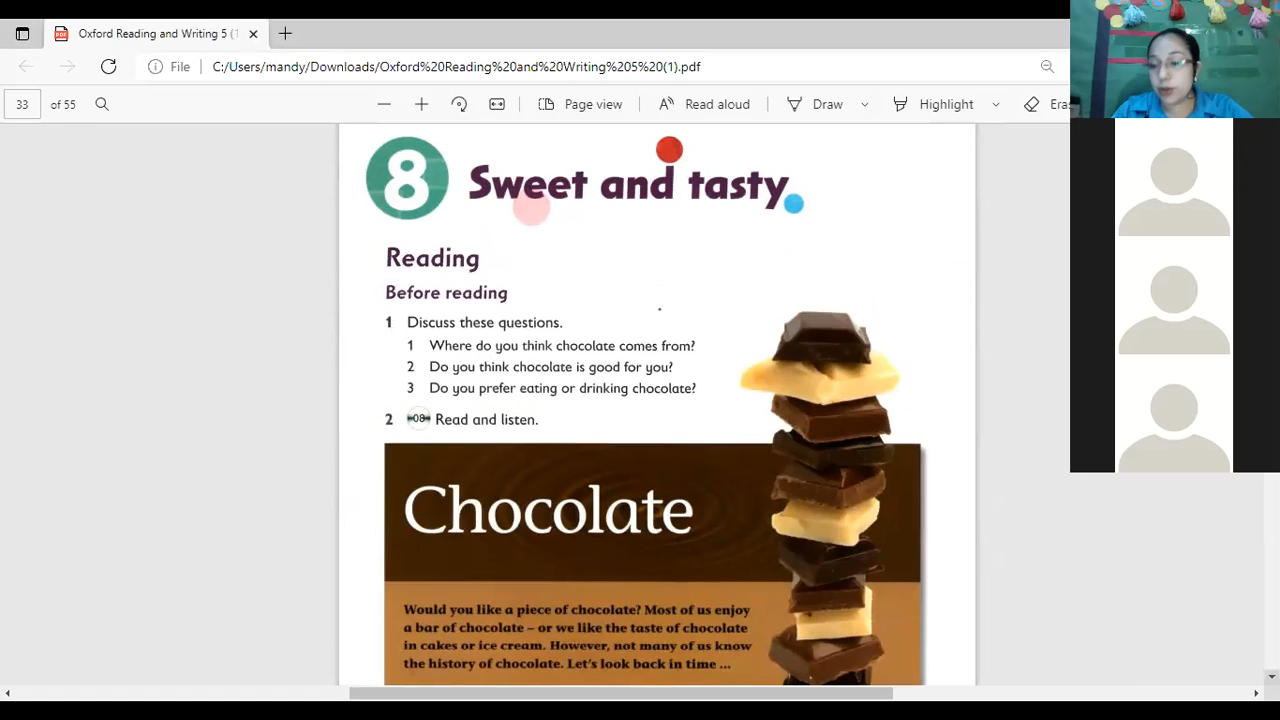 Oxford Reading and Writing 5 (1
File
C:/Users/mandy/Downloads/Oxford%20Reading%20and%20Writing%205%20(1).pdf
33 of 55
Page view
Read aloud
Draw
Highlight
Era
8 Sweet and tasty
Reading
Before reading
1 Discuss these questions.
1 Where do you think chocolate comes from?
2 Do you think chocolate is good for you?
3 Do you prefer eating or drinking chocolate?
2 08 Read and listen.
Chocolate
Would you like a piece of chocolate? Most of us enjoy
a bar of chocolate – or we like the taste of chocolate
in cakes or ice cream. However, not many of us know
the history of chocolate. Let's look back in time ...